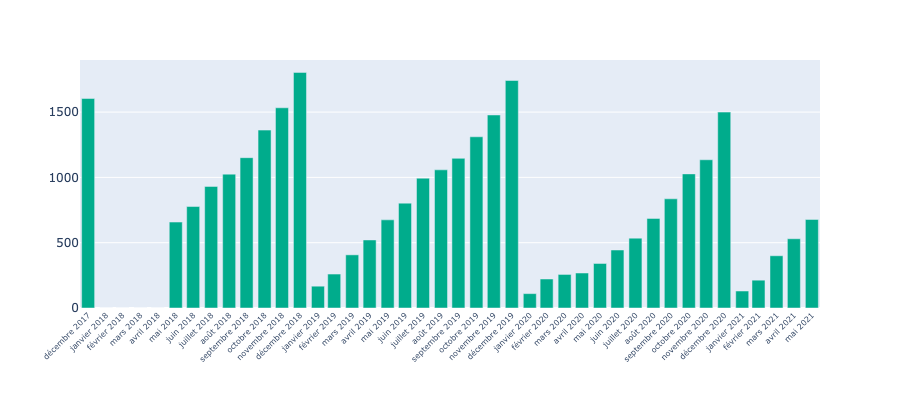 1500
1000
500
0
décembre 2017
janvier 2018
février 2018
mars 2018
avril 2018
mai 2018
juin 2018
juillet 2018
août 2018
septembre 2018
octobre 2018
novembre 2018
décembre 2018
janvier 2019
février 2019
mars 2019
avril 2019
mai 2019
juin 2019
juillet 2019
août 2019
septembre 2019
octobre 2019
novembre 2019
décembre 2019
janvier 2020
février 2020
mars 2020
avril 2020
mai 2020
juin 2020
juillet 2020
août 2020
septembre 2020
octobre 2020
novembre 2020
décembre 2020
janvier 2021
février 2021
mars 2021
avril 2021
mai 2021